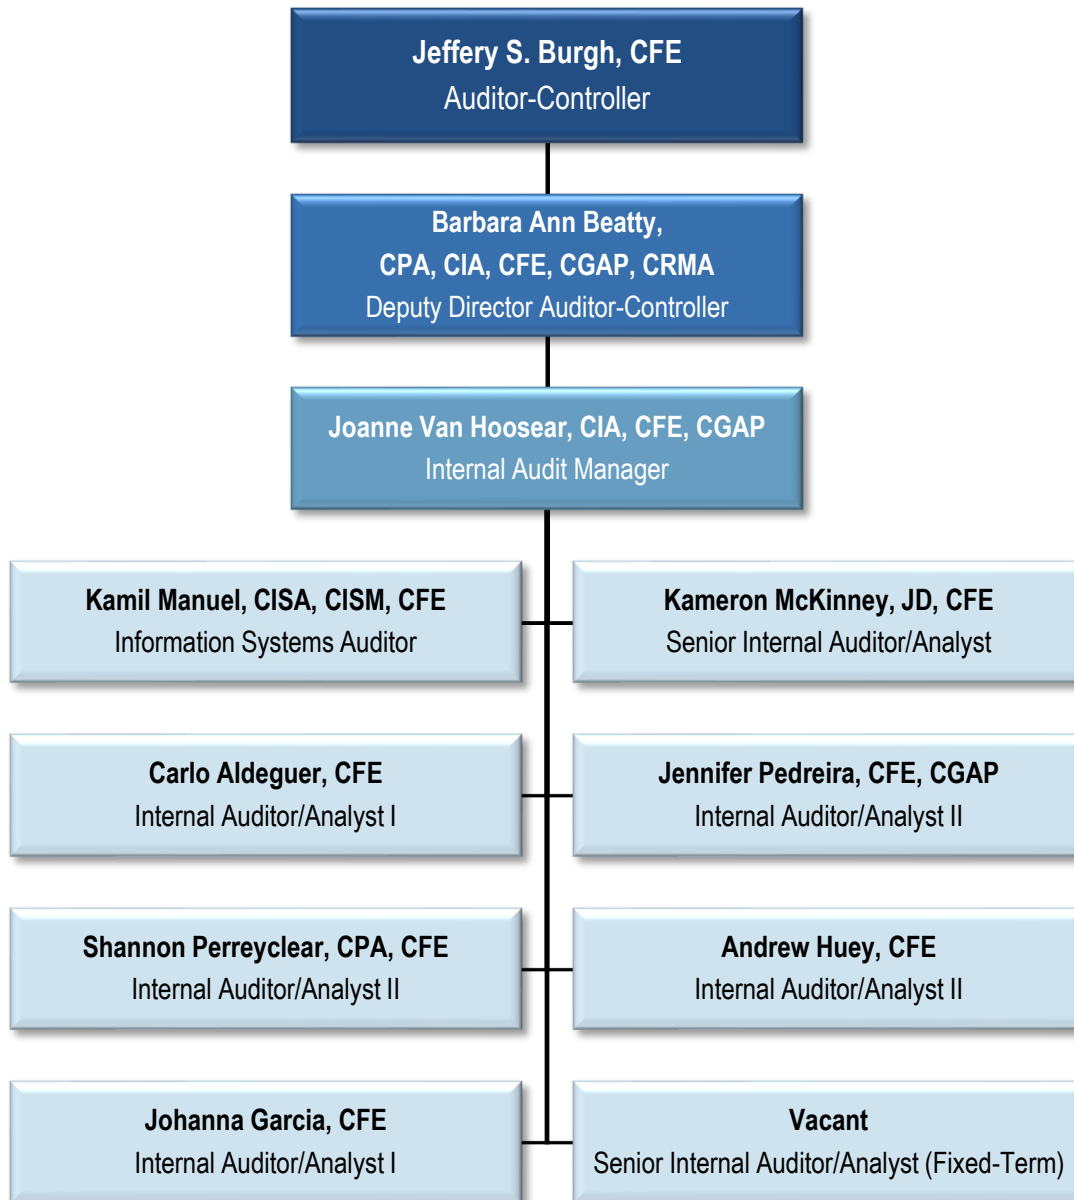 Jeffery S. Burgh, CFE
Auditor-Controller
Barbara Ann Beatty,
CPA, CIA, CFE, CGAP, CRMA
Deputy Director Auditor-Controller
Joanne Van Hoosear, CIA, CFE, CGAP
Internal Audit Manager
Kamil Manuel, CISA, CISM, CFE
Information Systems Auditor
Kameron McKinney, JD, CFE
Senior Internal Auditor/Analyst
Carlo Aldeguer, CFE
Internal Auditor/Analyst I
Jennifer Pedreira, CFE, CGAP
Internal Auditor/Analyst II
Shannon Perreyclear, CPA, CFE
Internal Auditor/Analyst II
Andrew Huey, CFE
Internal Auditor/Analyst II
Johanna Garcia, CFE
Internal Auditor/Analyst I
Vacant
Senior Internal Auditor/Analyst (Fixed-Term)